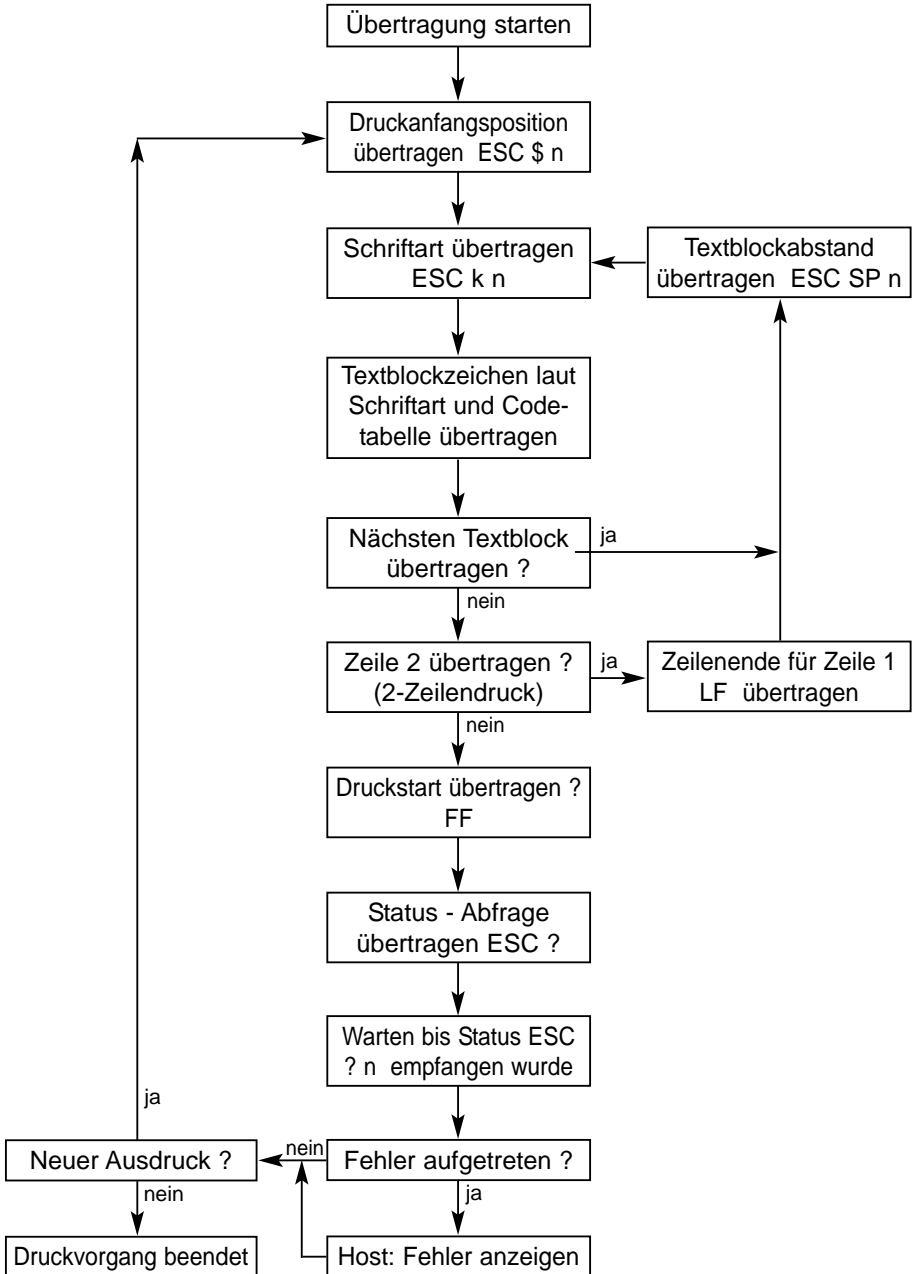 Übertragung starten
Druckanfangsposition
übertragen ESC $ n
Schriftart übertragen
ESC k n
Textblockabstand
übertragen ESC SP n
Textblockzeichen laut
Schriftart und Code-
tabelle übertragen
Nächsten Textblock
übertragen ?
ja
nein
Zeile 2 übertragen ?
(2-Zeilendruck)
ja
Zeilenende für Zeile 1
LF übertragen
nein
Druckstart übertragen ?
FF
Status - Abfrage
übertragen ESC ?
Warten bis Status ESC
? n empfangen wurde
ja
Neuer Ausdruck ?
nein
Fehler aufgetreten ?
nein
ja
Druckvorgang beendet
Host: Fehler anzeigen